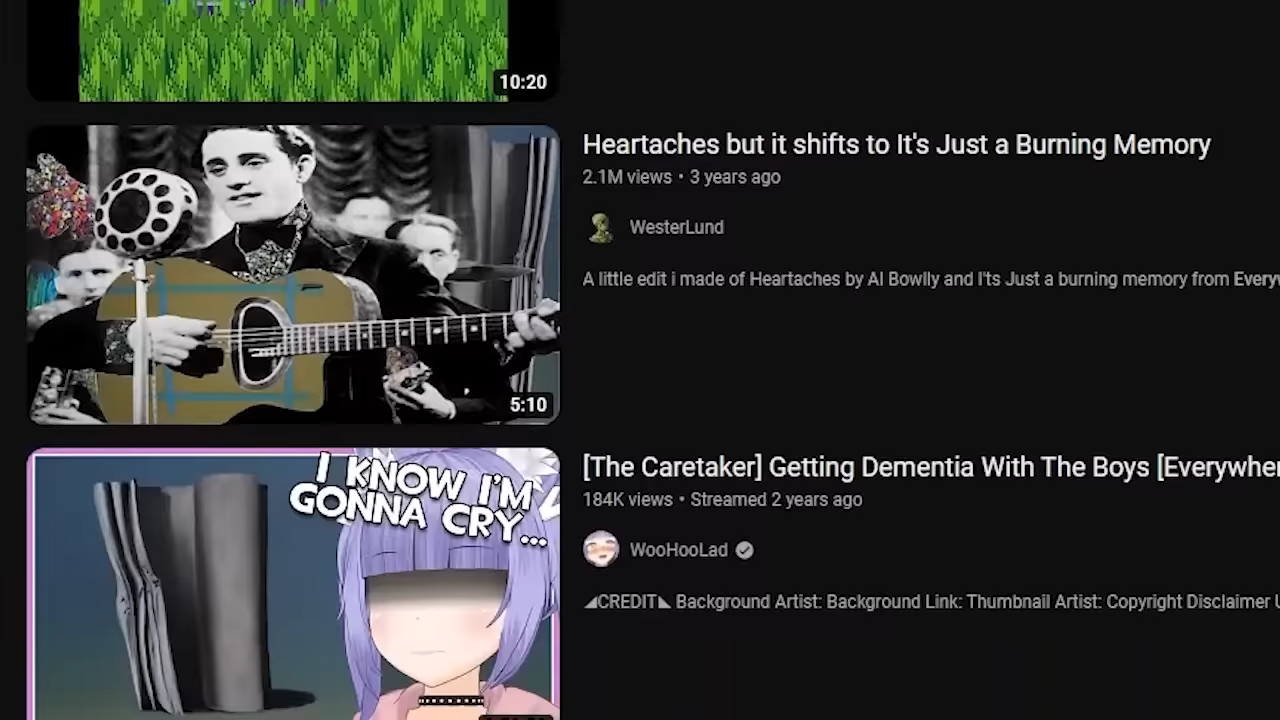 10:20
Heartaches but it shifts to It's Just a Burning Memory
2.1M views • 3 years ago
WesterLund
A little edit i made of Heartaches by Al Bowlly and I'ts Just a burning memory from Everyw
5:10
I KNOW I'M
GONNA CRY...
[The Caretaker] Getting Dementia With The Boys [Everywher
184K views • Streamed 2 years ago
WooHooLad
◢CREDIT◣ Background Artist: Background Link: Thumbnail Artist: Copyright Disclaimer U